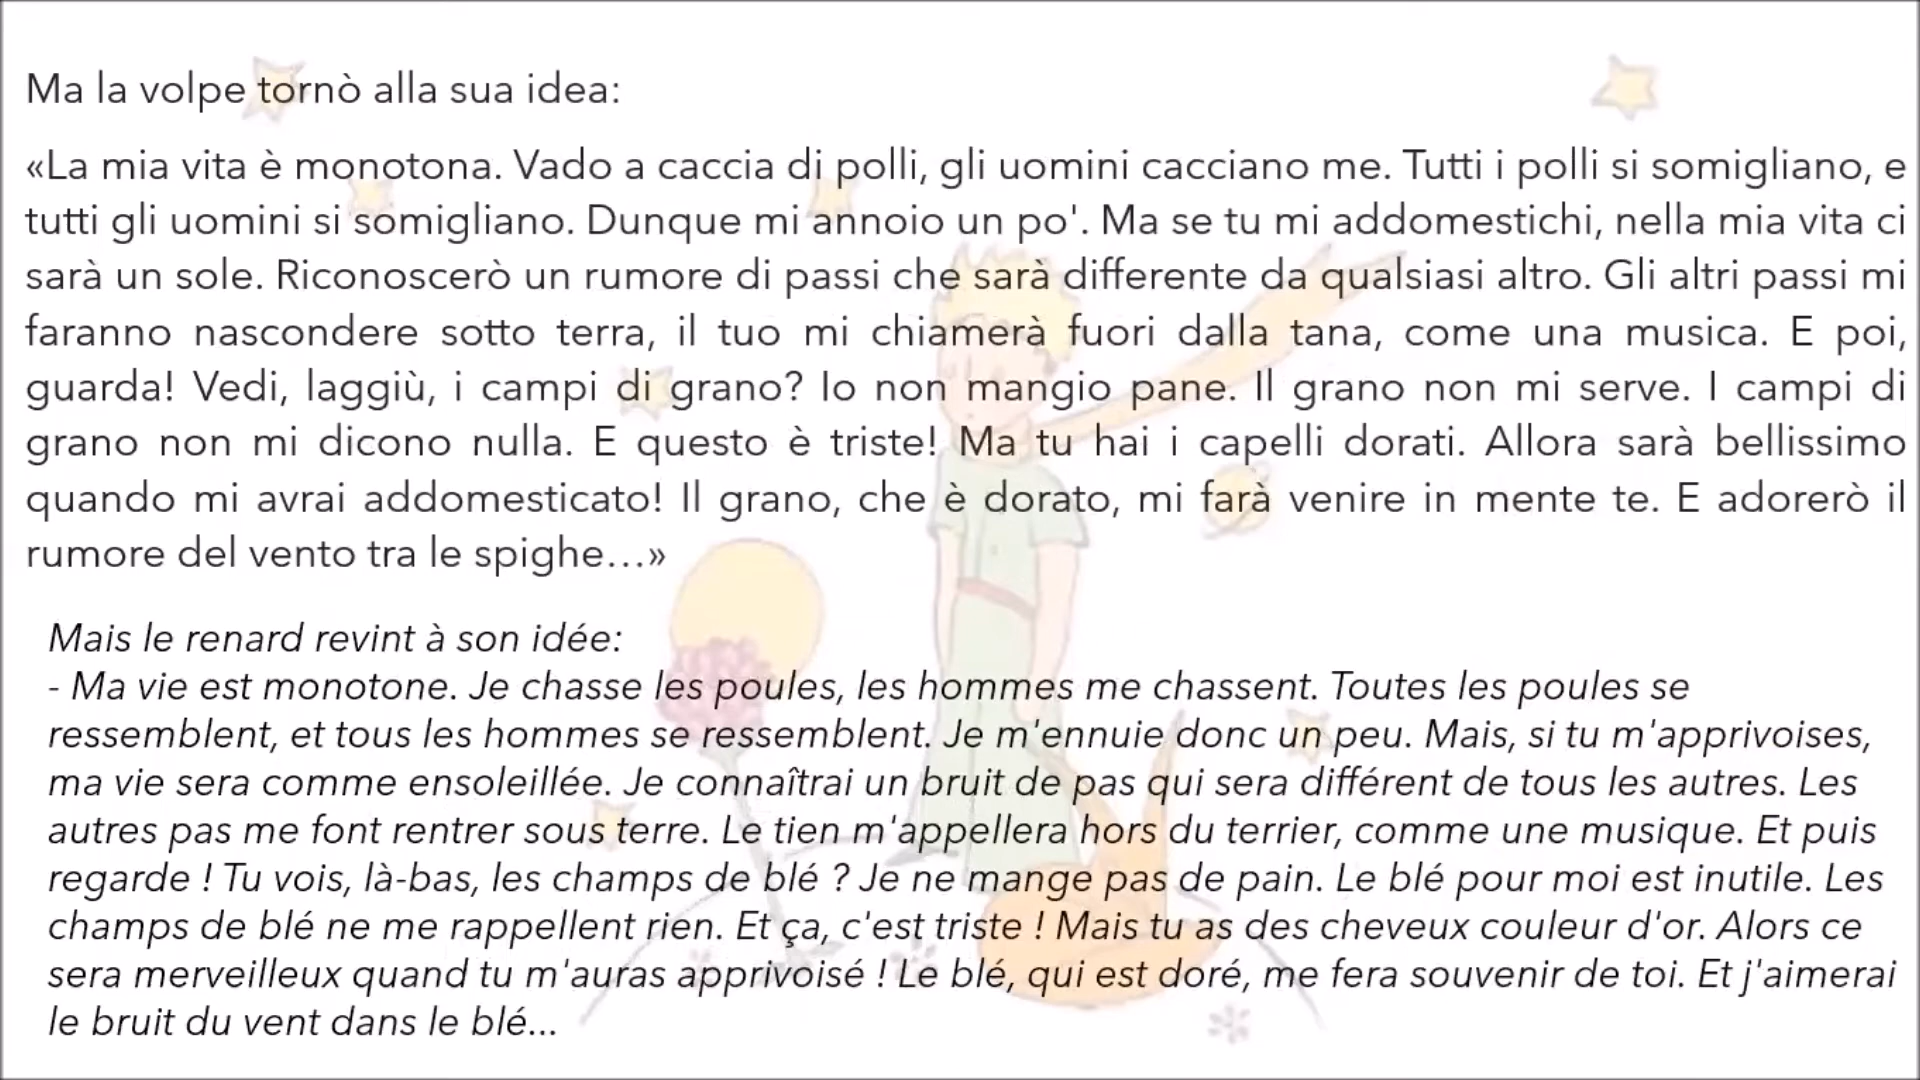 Ma la volpe tornò alla sua idea:
«La mia vita è monotona. Vado a caccia di polli, gli uomini cacciano me. Tutti i polli si somigliano, e
tutti gli uomini si somigliano. Dunque mi annoio un po'. Ma se tu mi addomestichi, nella mia vita ci
sarà un sole. Riconoscerò un rumore di passi che sarà differente da qualsiasi altro. Gli altri passi mi
faranno nascondere sotto terra, il tuo mi chiamerà fuori dalla tana, come una musica. E poi,
guarda! Vedi, laggiù, i campi di grano? Io non mangio pane. Il grano non mi serve. I campi di
grano non mi dicono nulla. E questo è triste! Ma tu hai i capelli dorati. Allora sarà bellissimo
quando mi avrai addomesticato! Il grano, che è dorato, mi farà venire in mente te. E adorerò il
rumore del vento tra le spighe…»
Mais le renard revint à son idée:
- Ma vie est monotone. Je chasse les poules, les hommes me chassent. Toutes les poules se
ressemblent, et tous les hommes se ressemblent. Je m'ennuie donc un peu. Mais, si tu m'apprivoises,
ma vie sera comme ensoleillée. Je connaîtrai un bruit de pas qui sera différent de tous les autres. Les
autres pas me font rentrer sous terre. Le tien m'appellera hors du terrier, comme une musique. Et puis
regarde ! Tu vois, là-bas, les champs de blé ? Je ne mange pas de pain. Le blé pour moi est inutile. Les
champs de blé ne me rappellent rien. Et ça, c'est triste ! Mais tu as des cheveux couleur d'or. Alors ce
sera merveilleux quand tu m'auras apprivoisé ! Le blé, qui est doré, me fera souvenir de toi. Et j'aimerai
le bruit du vent dans le blé...